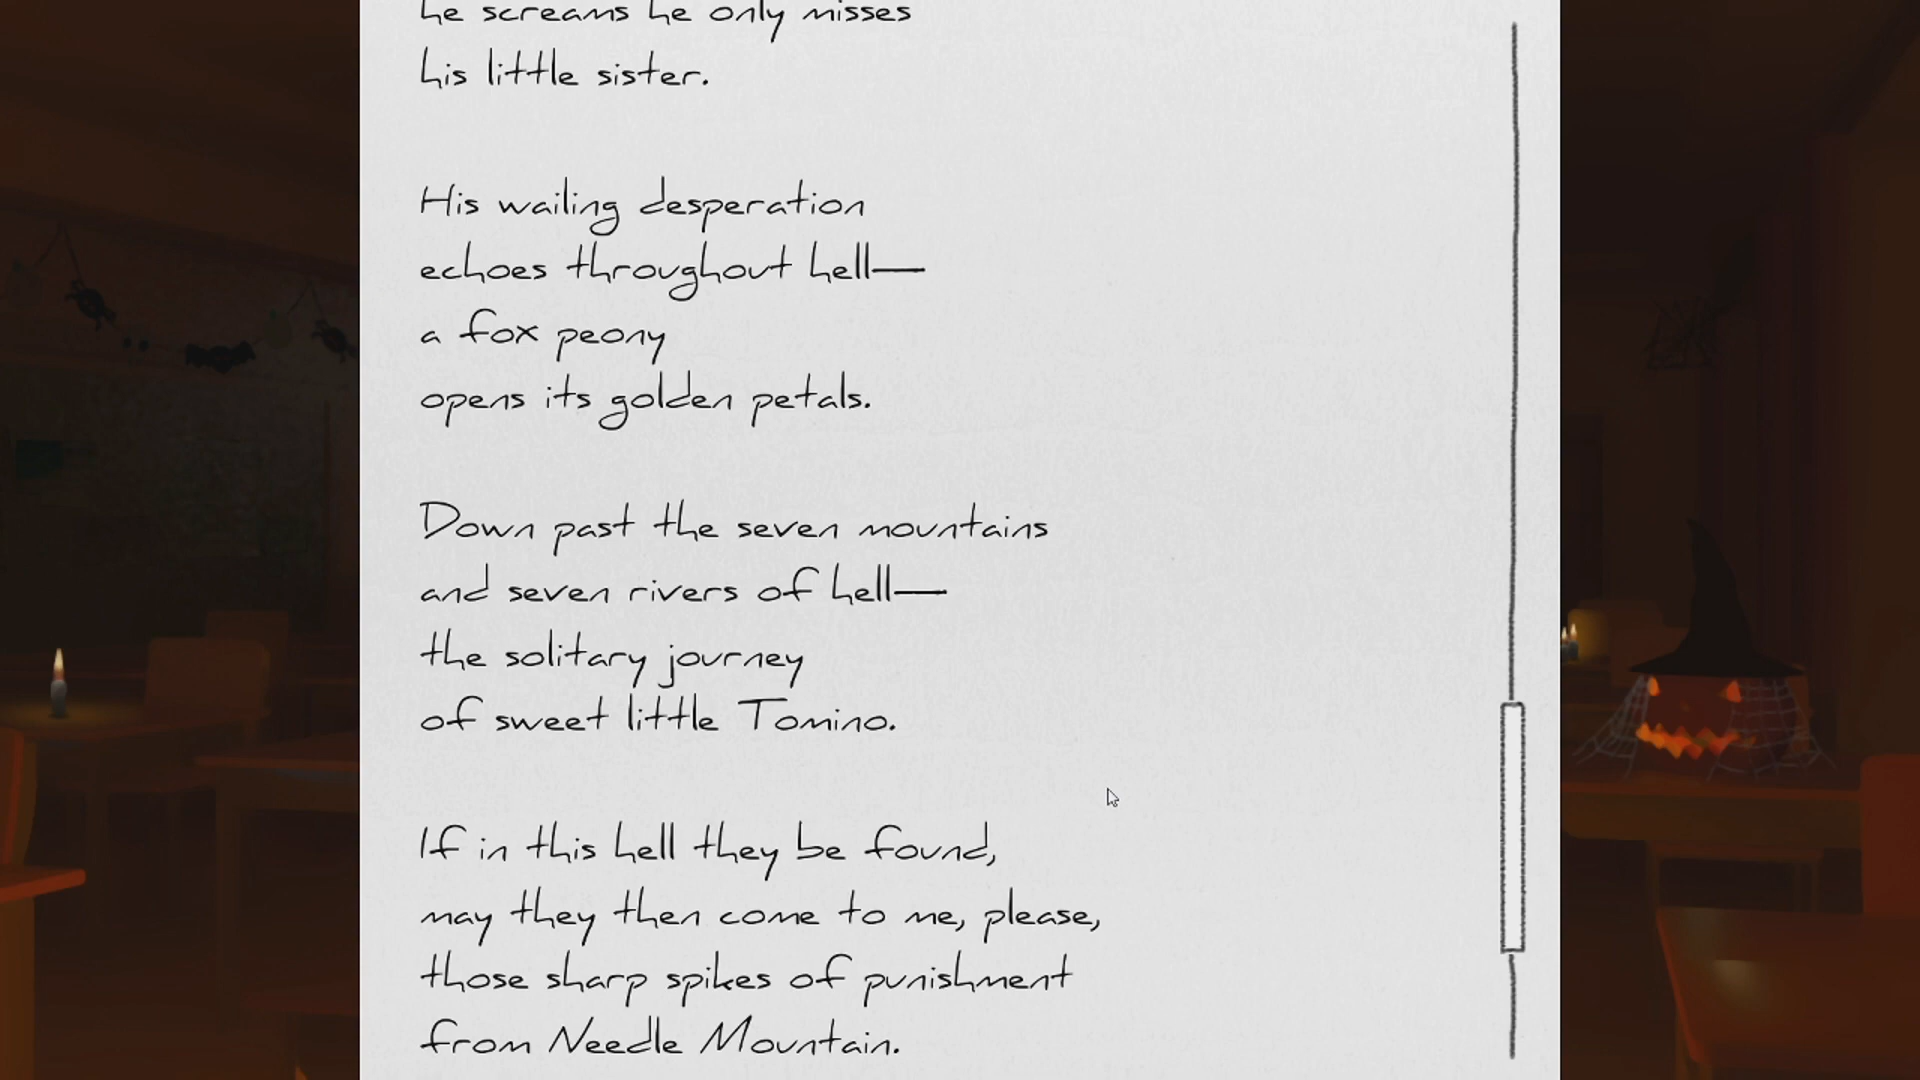 he screams he only misses
his little sister.
His wailing desperation
echoes throughout hell—
a fox peony
opens its golden petals.
Down past the seven mountains
and seven rivers of hell—
the solitary journey
of sweet little Tomino.
If in this hell they be found,
may they then come to me, please,
those sharp spikes of punishment
from Needle Mountain.